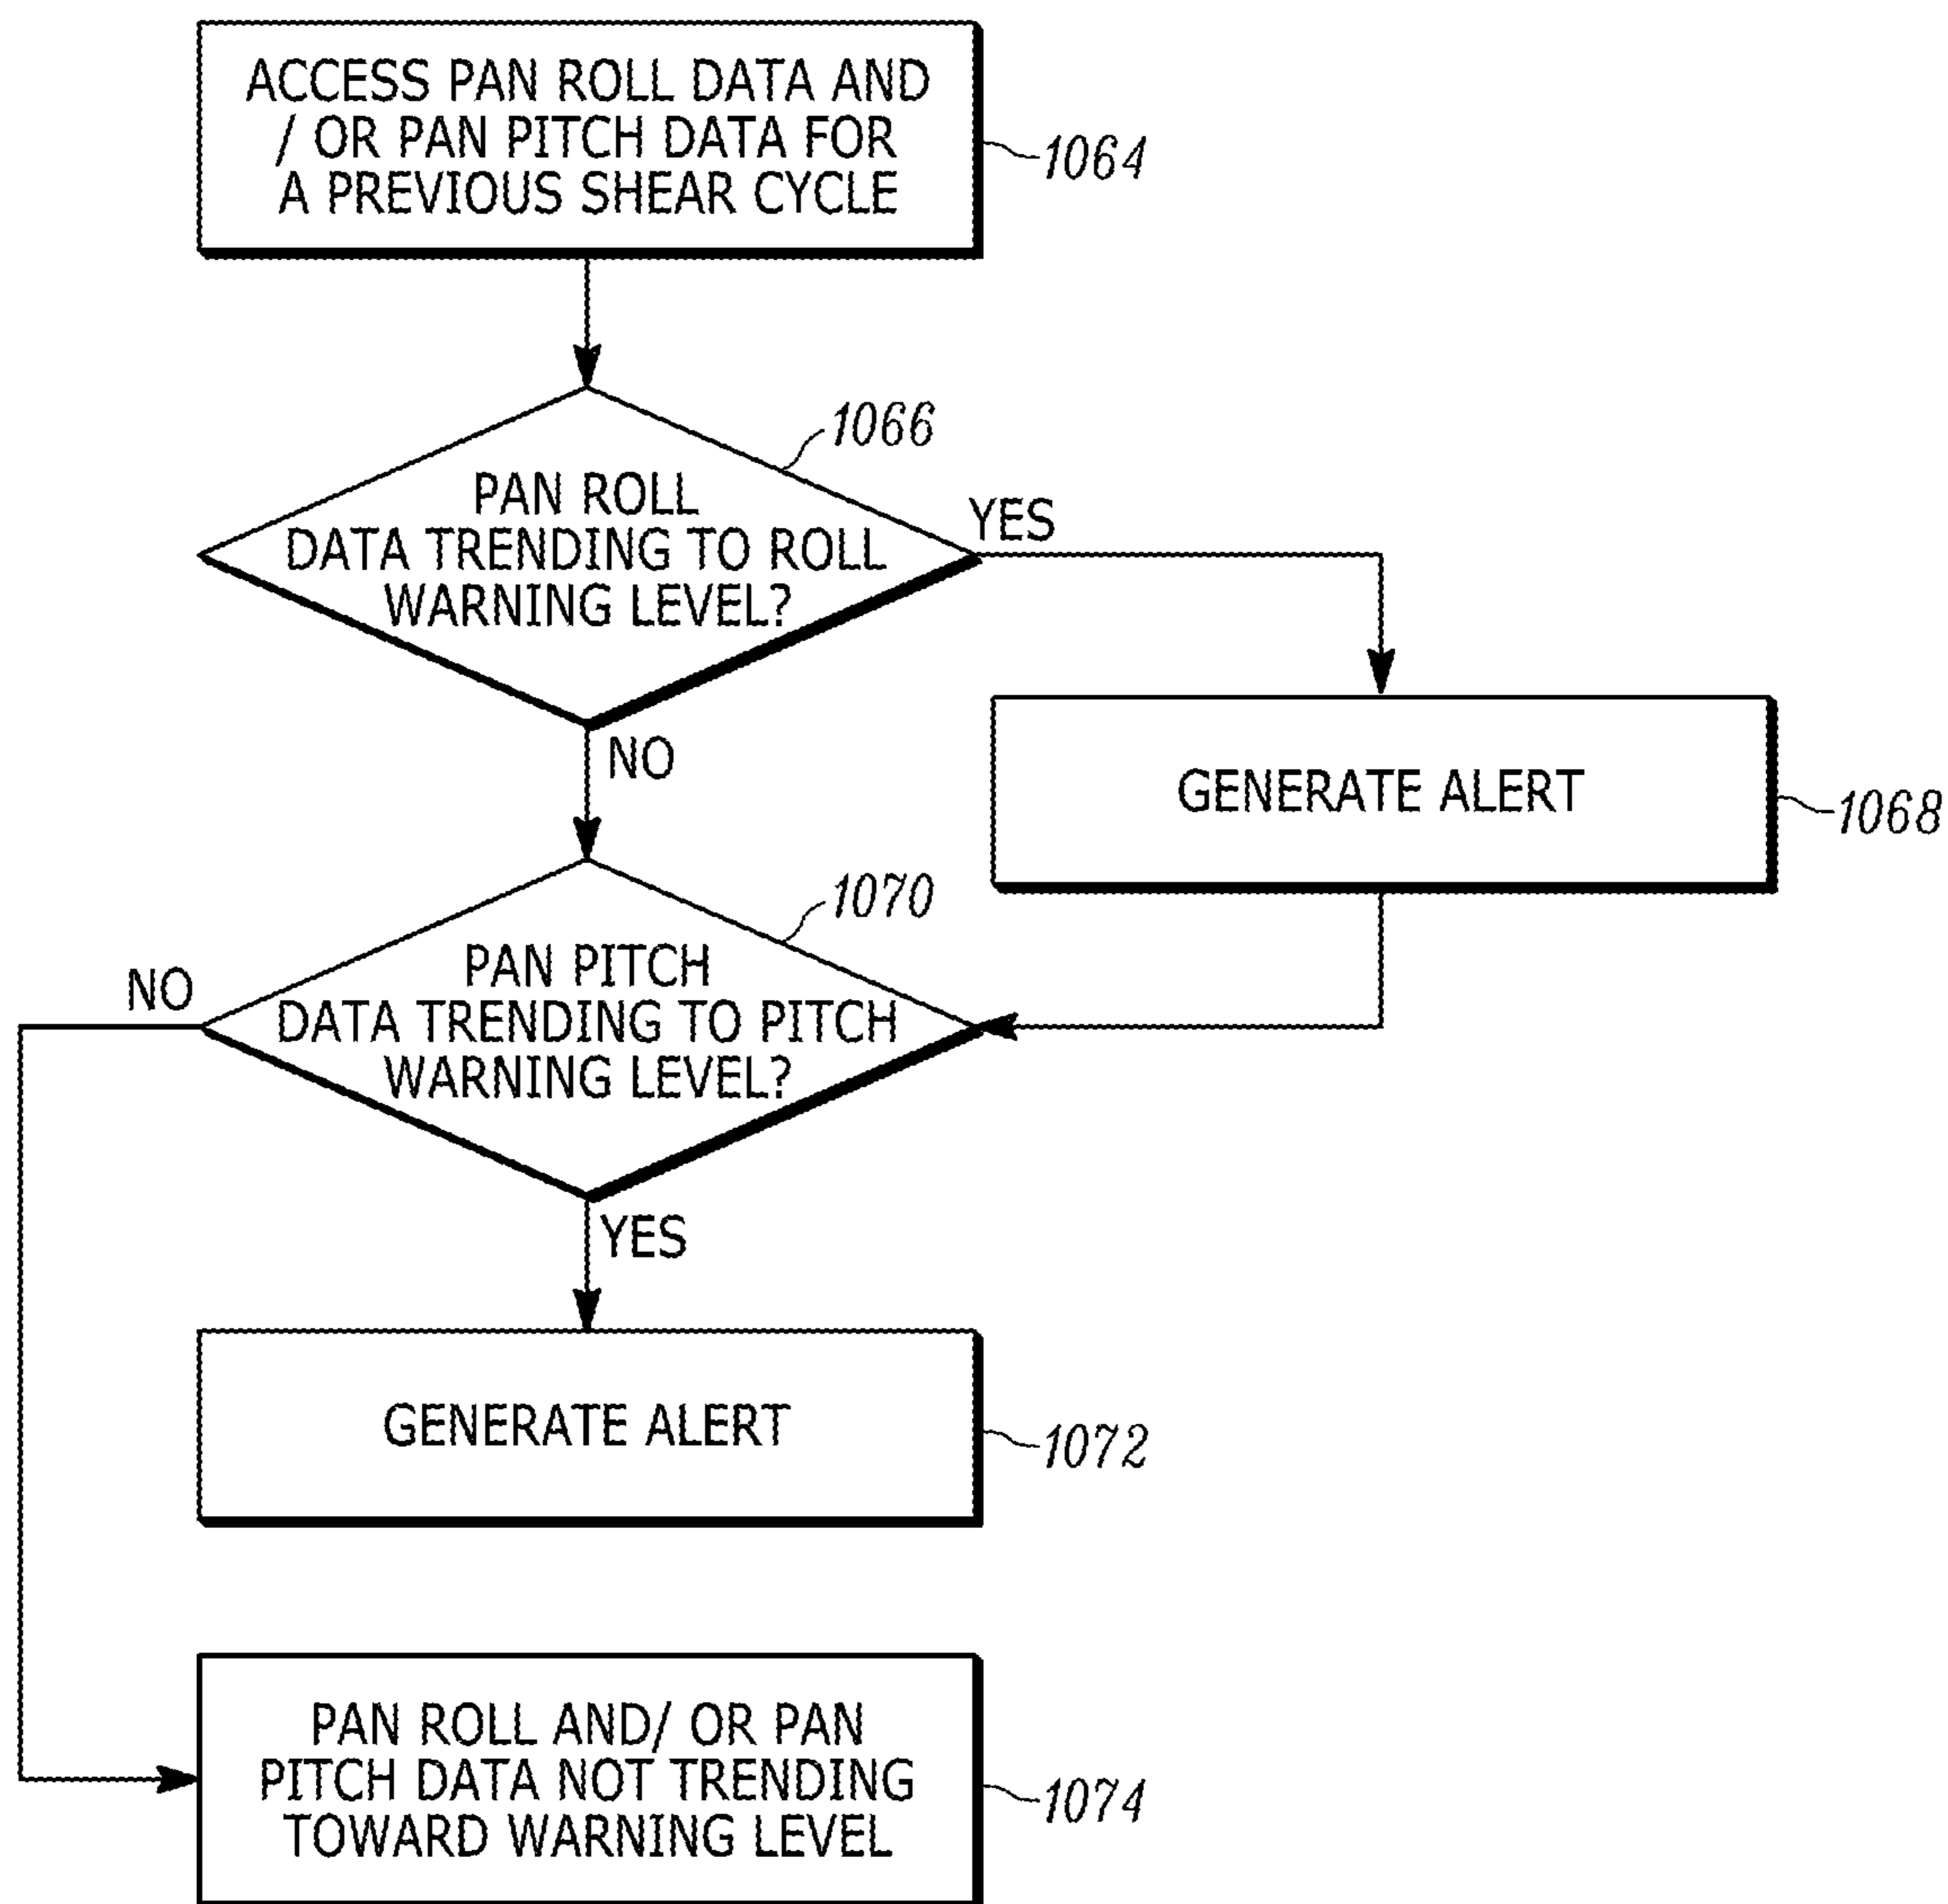 ACCESS PAN ROLL DATA AND
/ OR PAN PITCH DATA FOR
A PREVIOUS SHEAR CYCLE
1064
1066
PAN ROLL
DATA TRENDING TO ROLL
WARNING LEVEL?
YES
NO
GENERATE ALERT
1068
1070
PAN PITCH
DATA TRENDING TO PITCH
WARNING LEVEL?
NO
YES
GENERATE ALERT
1072
PAN ROLL AND/ OR PAN
PITCH DATA NOT TRENDING
TOWARD WARNING LEVEL
1074